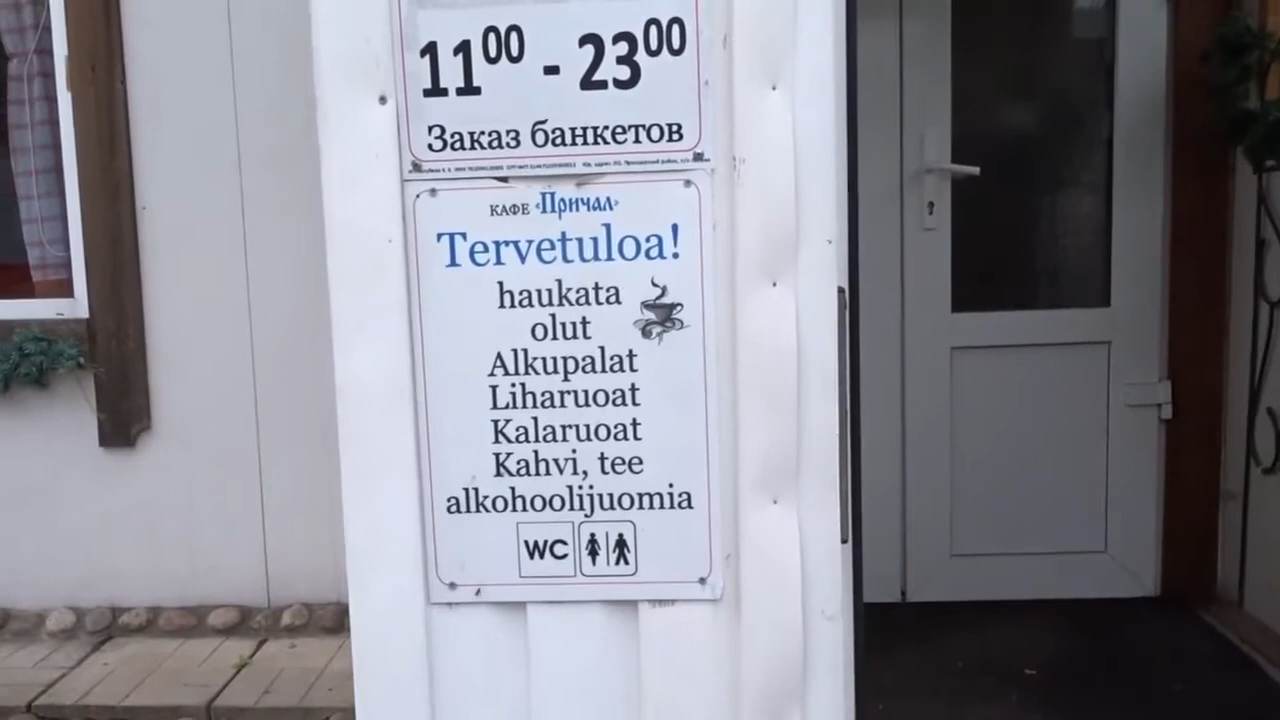 11⁰⁰ - 23⁰⁰
Заказ банкетов
КАФЕ «Причал»
Tervetuloa!
haukata
olut
Alkupalat
Liharuoat
Kalaruoat
Kahvi, tee
alkohoolijuomia
WC